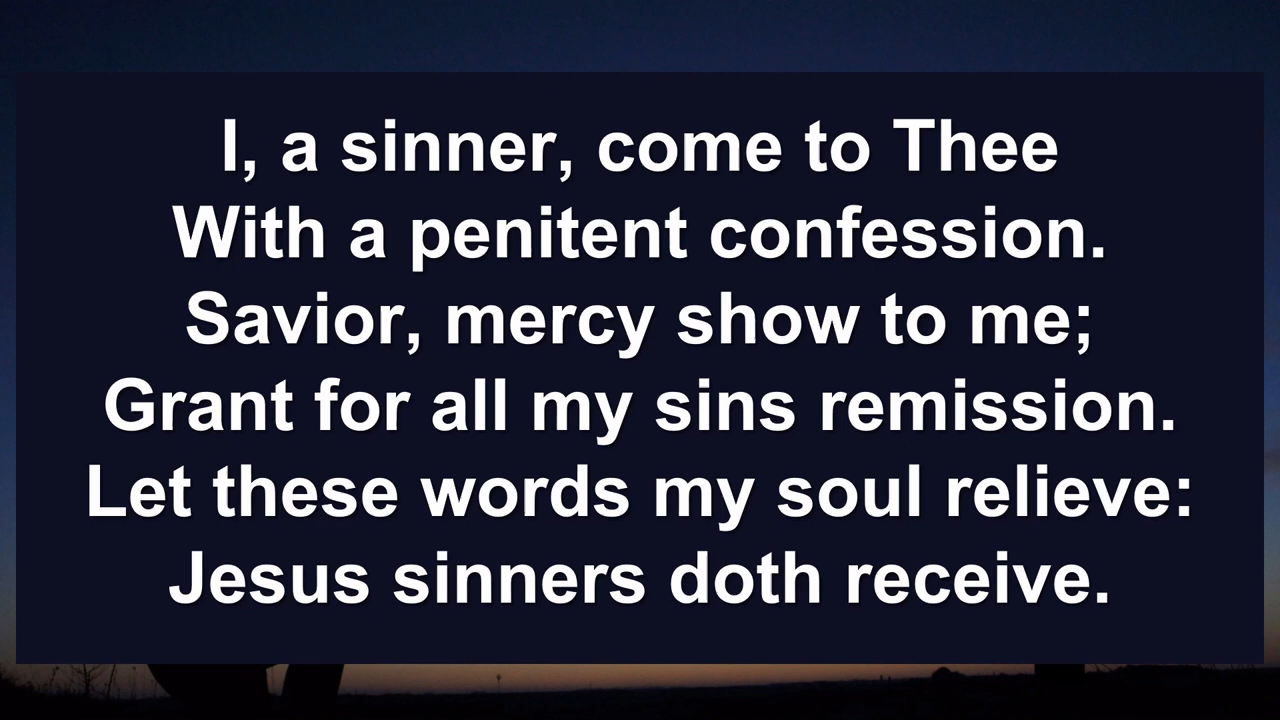 I, a sinner, come to Thee
With a penitent confession.
Savior, mercy show to me;
Grant for all my sins remission.
Let these words my soul relieve:
Jesus sinners doth receive.